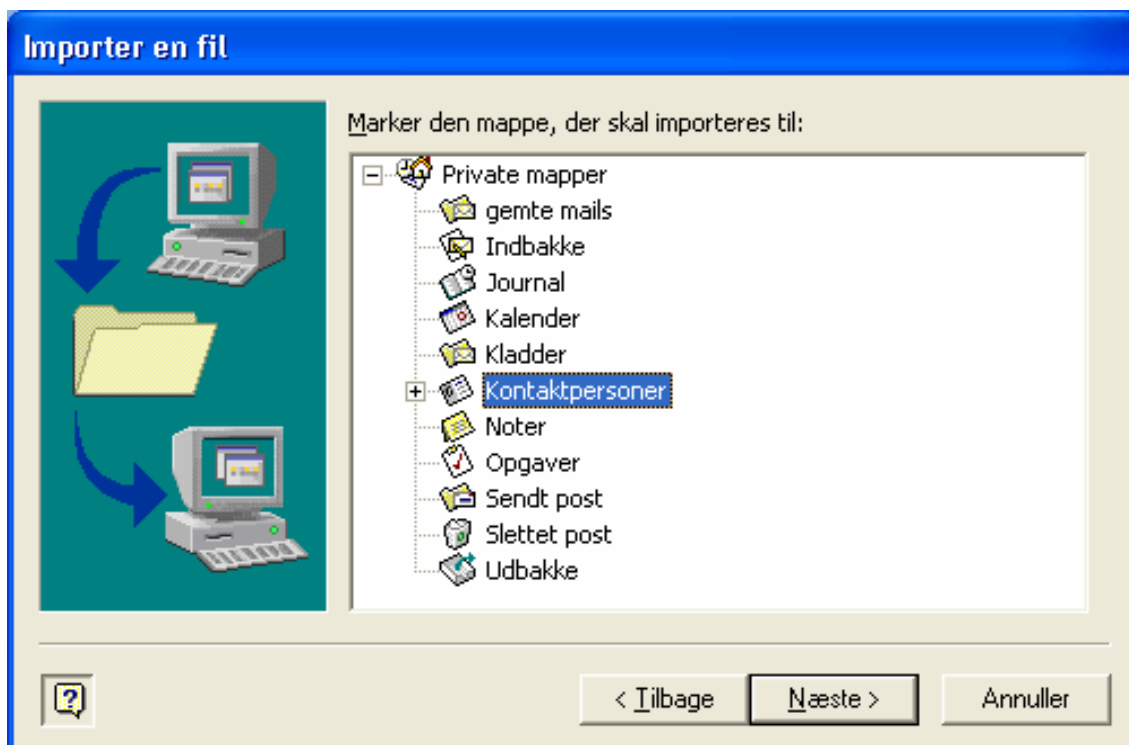 Importer en fil
Marker den mappe, der skal importeres til:
Private mapper
gemte mails
Indbakke
Journal
Kalender
Kladder
Kontaktpersoner
Noter
Opgaver
Sendt post
Slettet post
Udbakke
? < Tilbage Næste > Annuller